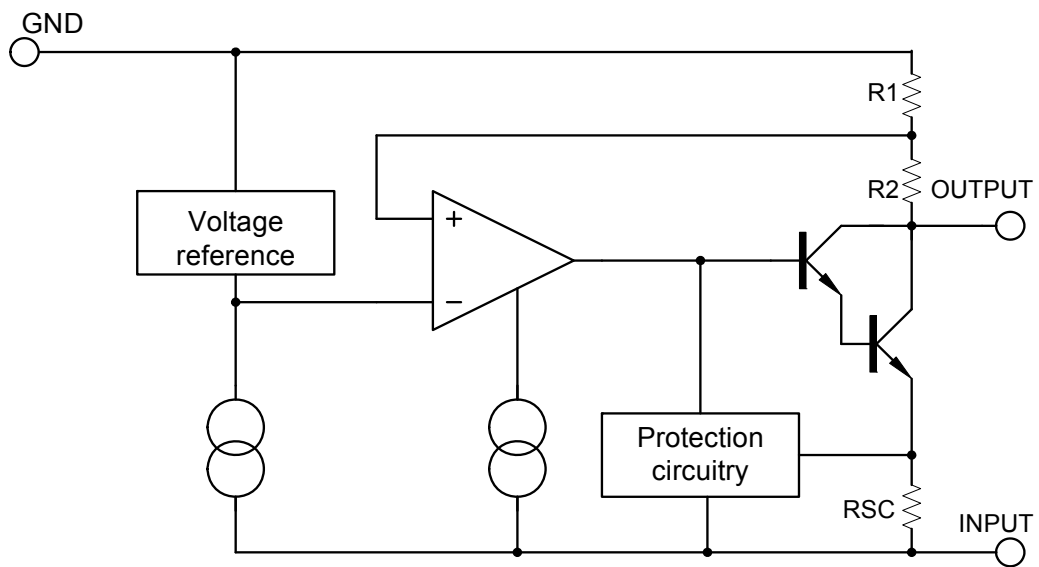 GND
R1
R2
OUTPUT
Voltage
reference
+
−
Protection
circuitry
RSC
INPUT